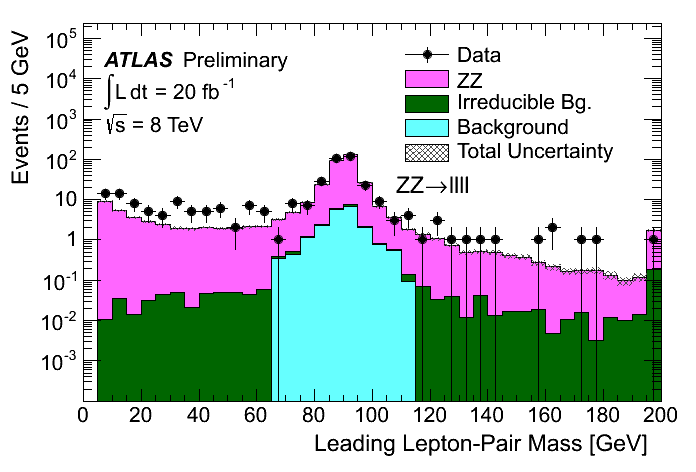 Events / 5 GeV
10⁵
10⁴
10³
10²
10
1
10⁻¹
10⁻²
10⁻³
ATLAS Preliminary
∫L dt = 20 fb⁻¹
√s = 8 TeV
Data
ZZ
Irreducible Bg.
Background
Total Uncertainty
ZZ→llll
0 20 40 60 80 100 120 140 160 180 200
Leading Lepton-Pair Mass [GeV]